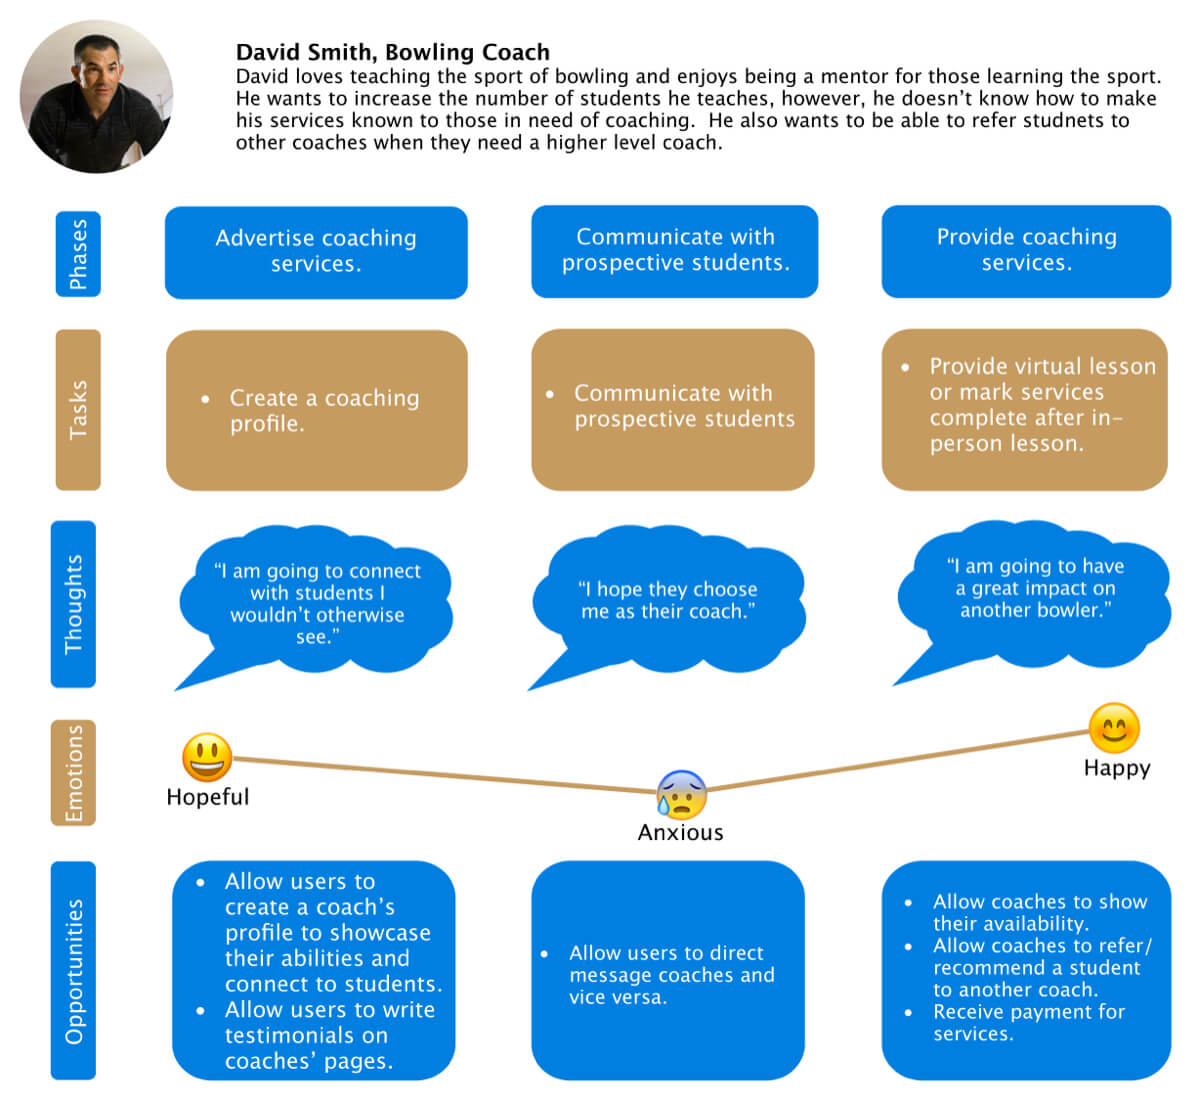 David Smith, Bowling Coach
David loves teaching the sport of bowling and enjoys being a mentor for those learning the sport.
He wants to increase the number of students he teaches, however, he doesn’t know how to make
his services known to those in need of coaching.  He also wants to be able to refer studnets to
other coaches when they need a higher level coach.
Phases
Advertise coaching
services.
Communicate with
prospective students.
Provide coaching
services.
Tasks
• Create a coaching
profile.
• Communicate with
prospective students
• Provide virtual lesson
or mark services
complete after in-
person lesson.
Thoughts
“I am going to connect
with students I
wouldn’t otherwise
see.”
“I hope they choose
me as their coach.”
“I am going to have
a great impact on
another bowler.”
Emotions
Hopeful
Anxious
Happy
Opportunities
• Allow users to
create a coach’s
profile to showcase
their abilities and
connect to students.
• Allow users to write
testimonials on
coaches’ pages.
• Allow users to direct
message coaches and
vice versa.
• Allow coaches to show
their availability.
• Allow coaches to refer/
recommend a student
to another coach.
• Receive payment for
services.